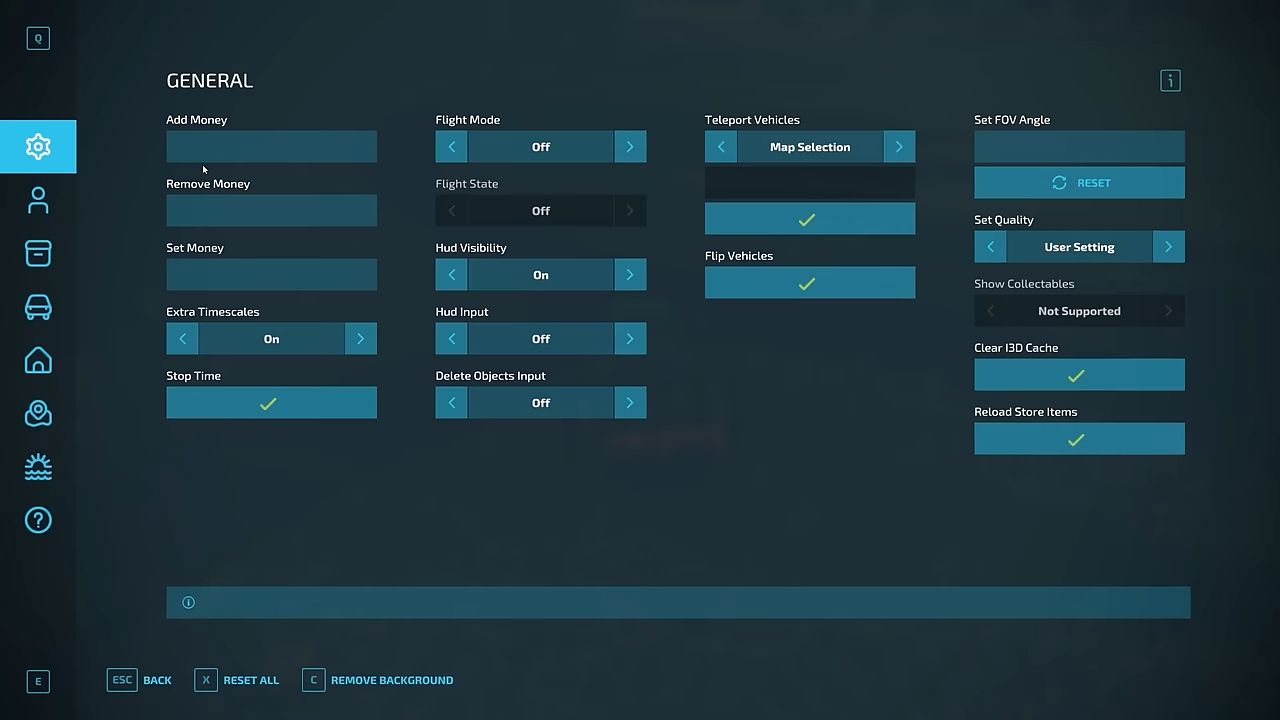 Q
GENERAL
Add Money
Remove Money
Set Money
Extra Timescales
On
Stop Time
Flight Mode
Off
Flight State
Off
Hud Visibility
On
Hud Input
Off
Delete Objects Input
Off
Teleport Vehicles
Map Selection
Flip Vehicles
Set FOV Angle
RESET
Set Quality
User Setting
Show Collectables
Not Supported
Clear I3D Cache
Reload Store Items
E
ESC BACK X RESET ALL C REMOVE BACKGROUND